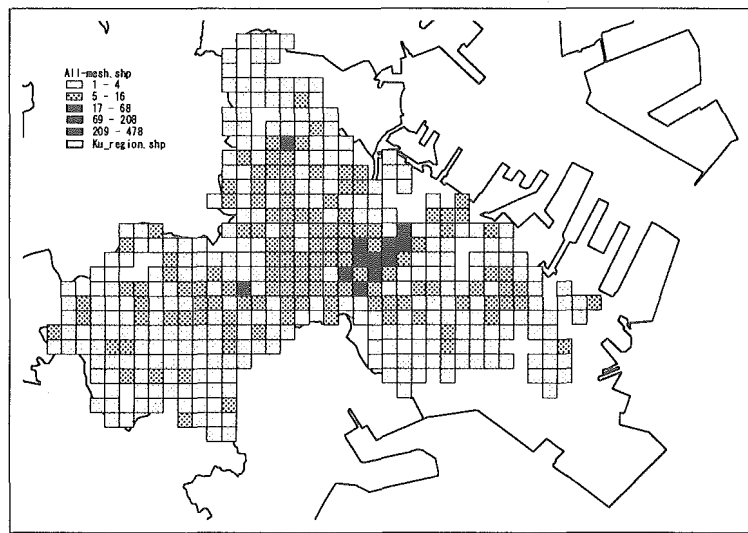 All-mesh.shp
1 - 4
5 - 16
17 - 68
69 - 208
209 - 478
Ku_region.shp